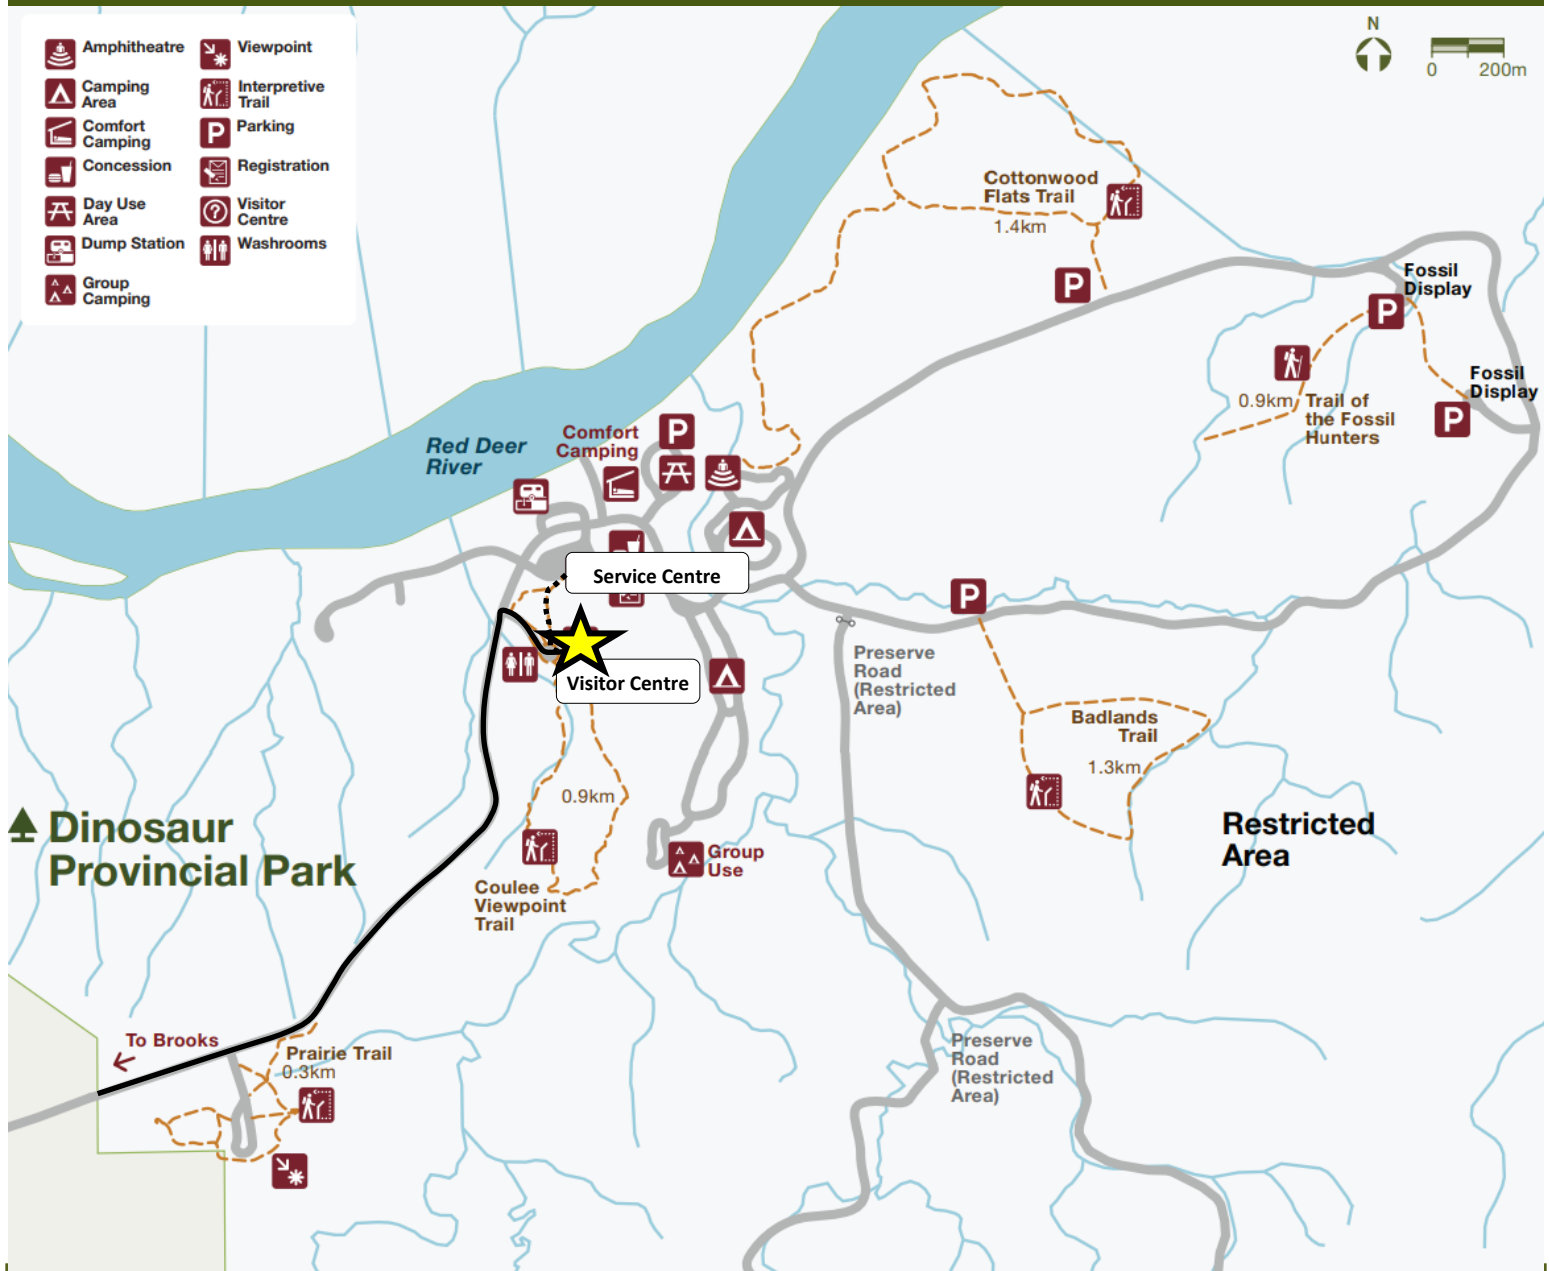 Amphitheatre
Viewpoint
Camping
Area
Interpretive
Trail
Comfort
Camping
P
Parking
Concession
Registration
Day Use
Area
?
Visitor
Centre
Dump Station
Washrooms
Group
Camping
N
0 200m
Cottonwood
Flats Trail
1.4km
P
Fossil
Display
P
Fossil
Display
P
0.9km
Trail of
the Fossil
Hunters
Red Deer
River
Comfort
Camping
P
Service Centre
Visitor Centre
P
Preserve
Road
(Restricted
Area)
Badlands
Trail
1.3km
Restricted
Area
0.9km
Coulee
Viewpoint
Trail
Group
Use
Dinosaur
Provincial Park
To Brooks
Prairie Trail
0.3km
Preserve
Road
(Restricted
Area)